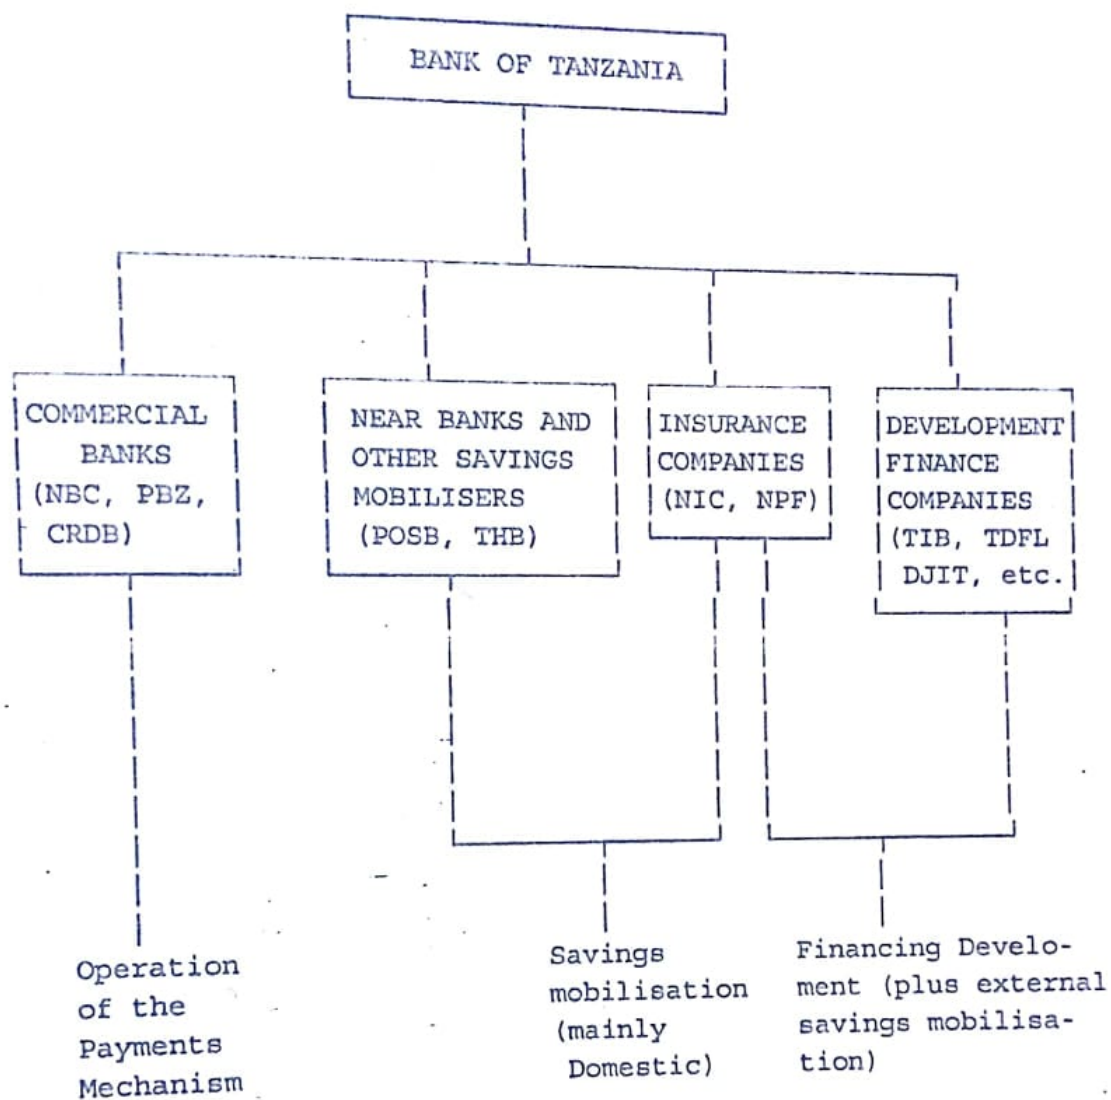 BANK OF TANZANIA
COMMERCIAL
BANKS
(NBC, PBZ,
CRDB)
NEAR BANKS AND
OTHER SAVINGS
MOBILISERS
(POSB, THB)
INSURANCE
COMPANIES
(NIC, NPF)
DEVELOPMENT
FINANCE
COMPANIES
(TIB, TDFL
DJIT, etc.
Operation
of the
Payments
Mechanism
Savings
mobilisation
(mainly
Domestic)
Financing Develo-
ment (plus external
savings mobilisa-
tion)